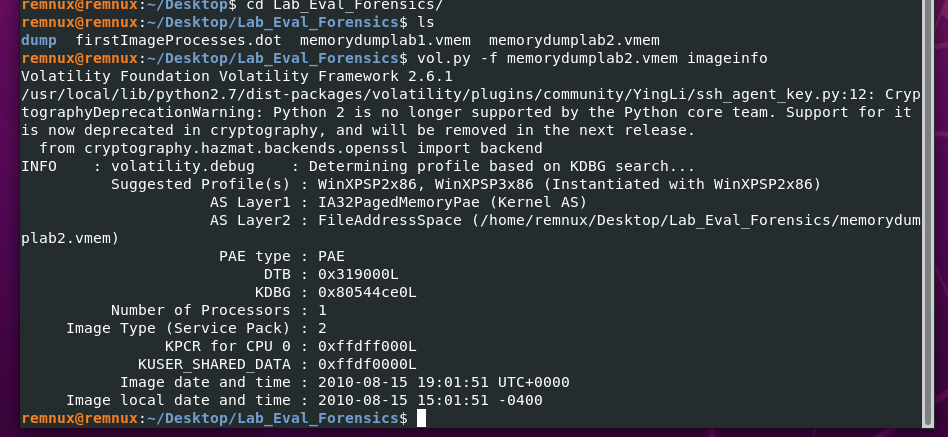 remnux@remnux:~/Desktop$ cd Lab_Eval_Forensics/
remnux@remnux:~/Desktop/Lab_Eval_Forensics$ ls
dump  firstImageProcesses.dot  memorydumplab1.vmem  memorydumplab2.vmem
remnux@remnux:~/Desktop/Lab_Eval_Forensics$ vol.py -f memorydumplab2.vmem imageinfo
Volatility Foundation Volatility Framework 2.6.1
/usr/local/lib/python2.7/dist-packages/volatility/plugins/community/YingLi/ssh_agent_key.py:12: Cryp
tographyDeprecationWarning: Python 2 is no longer supported by the Python core team. Support for it
is now deprecated in cryptography, and will be removed in the next release.
  from cryptography.hazmat.backends.openssl import backend
INFO    : volatility.debug    : Determining profile based on KDBG search...
          Suggested Profile(s) : WinXPSP2x86, WinXPSP3x86 (Instantiated with WinXPSP2x86)
                     AS Layer1 : IA32PagedMemoryPae (Kernel AS)
                     AS Layer2 : FileAddressSpace (/home/remnux/Desktop/Lab_Eval_Forensics/memorydum
plab2.vmem)
                      PAE type : PAE
                           DTB : 0x319000L
                          KDBG : 0x80544ce0L
          Number of Processors : 1
     Image Type (Service Pack) : 2
                KPCR for CPU 0 : 0xffdff000L
             KUSER_SHARED_DATA : 0xffdf0000L
           Image date and time : 2010-08-15 19:01:51 UTC+0000
     Image local date and time : 2010-08-15 15:01:51 -0400
remnux@remnux:~/Desktop/Lab_Eval_Forensics$